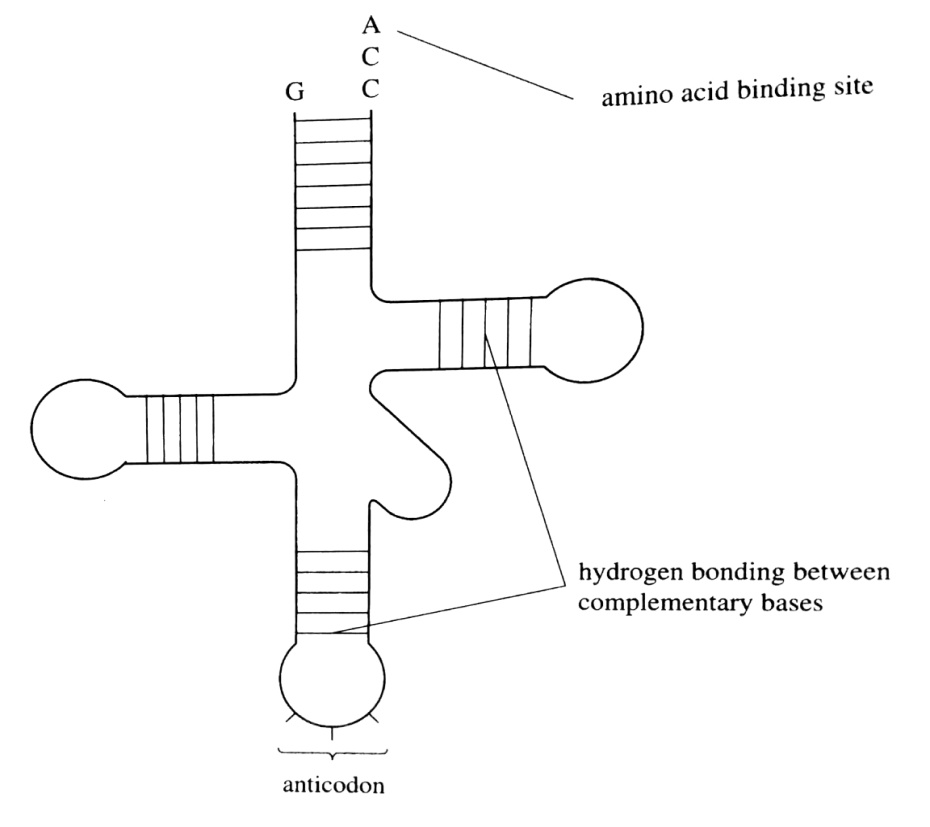 A
C
G C
amino acid binding site
hydrogen bonding between
complementary bases
anticodon